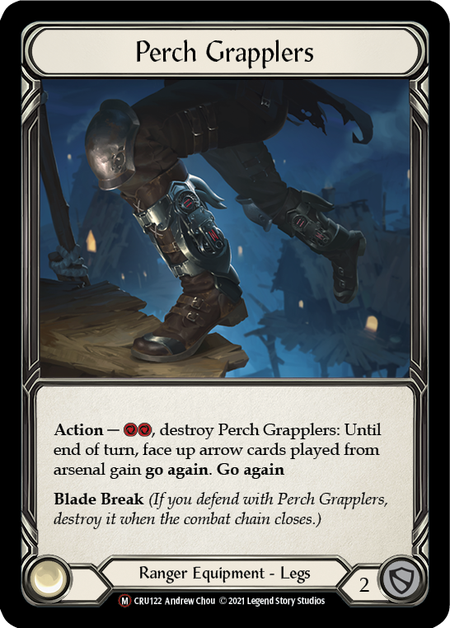 Perch Grapplers
Action — , destroy Perch Grapplers: Until
end of turn, face up arrow cards played from
arsenal gain go again. Go again
Blade Break (If you defend with Perch Grapplers,
destroy it when the combat chain closes.)
Ranger Equipment - Legs
2
M CRU122 Andrew Chou © 2021 Legend Story Studios